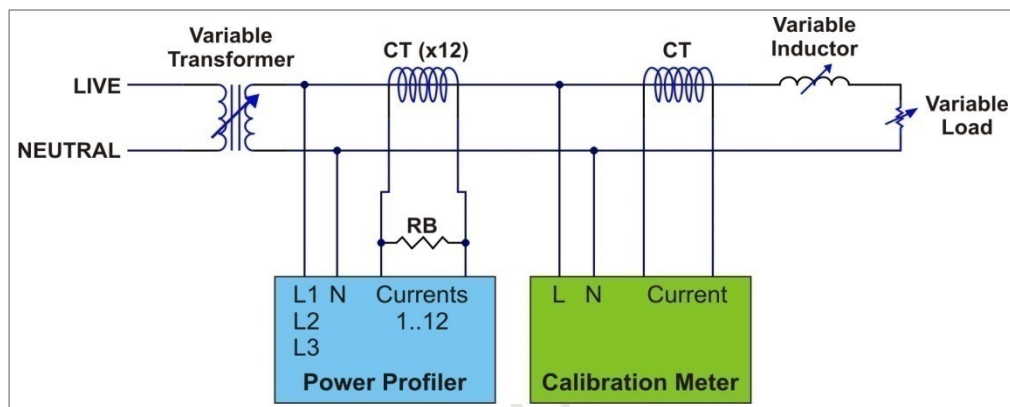 Variable
Transformer
CT (x12)
CT
Variable
Inductor
LIVE
Variable
Load
NEUTRAL
RB
L1 N Currents
L2 1..12
L3
Power Profiler
L N Current
Calibration Meter